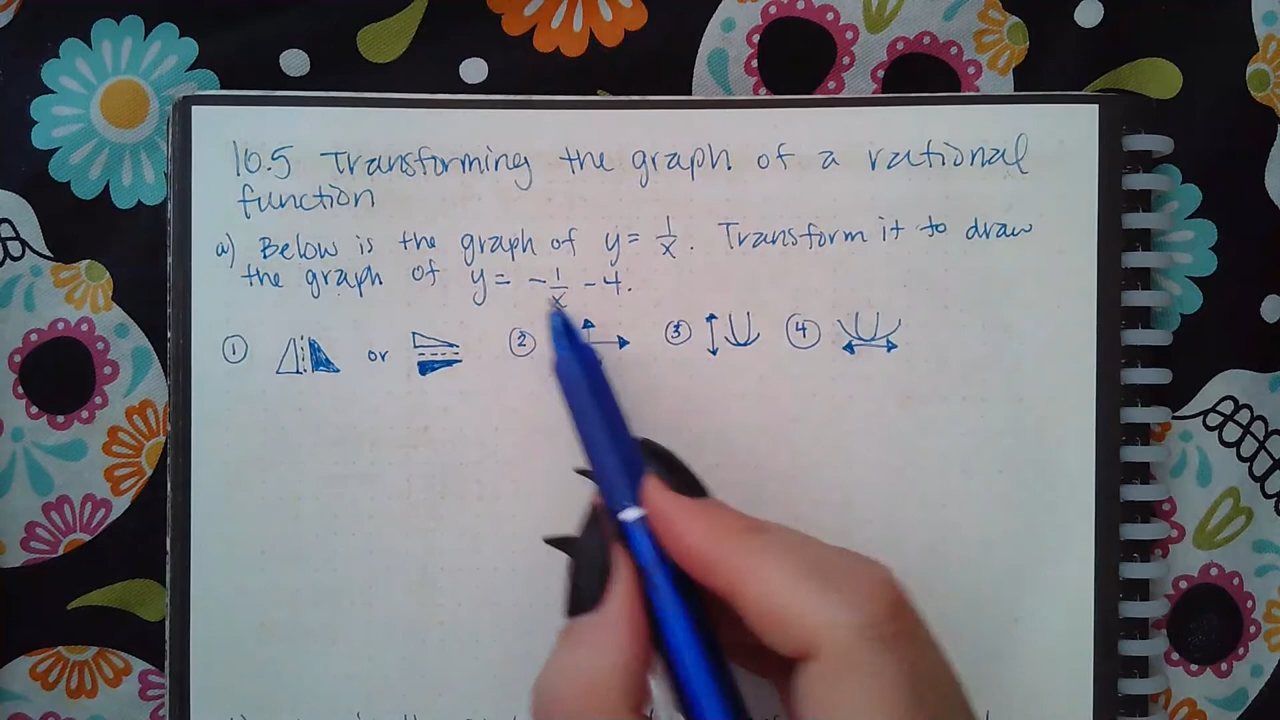 10.5 Transforming the graph of a rational
function
a) Below is the graph of y = 1/x. Transform it to draw
the graph of y = -1/x - 4.
① or ② ③ ④